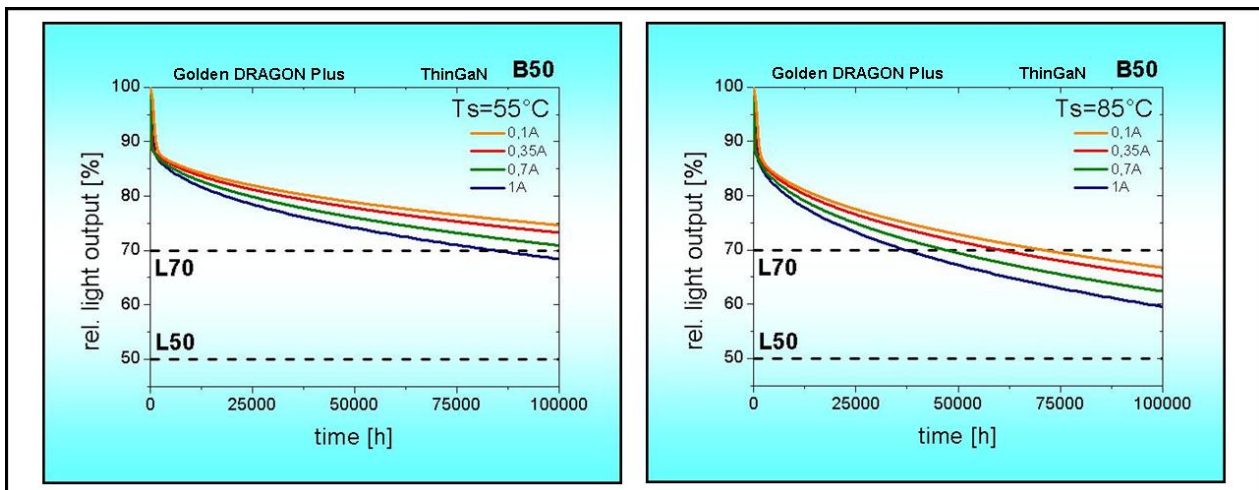 Golden DRAGON Plus ThinGaN B50
Ts=55°C
0,1A
0,35A
0,7A
1A
100
90
80
70
60
50
L70
L50
rel. light output [%]
0 25000 50000 75000 100000
time [h]
Golden DRAGON Plus ThinGaN B50
Ts=85°C
0,1A
0,35A
0,7A
1A
100
90
80
70
60
50
L70
L50
rel. light output [%]
0 25000 50000 75000 100000
time [h]